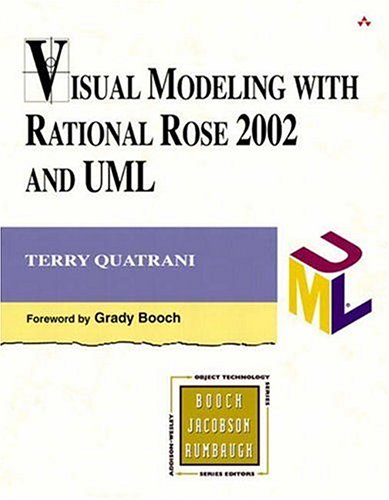 VISUAL MODELING WITH
RATIONAL ROSE 2002
AND UML
TERRY QUATRANI
Foreword by Grady Booch
UML®
OBJECT TECHNOLOGY
SERIES
ADDISON-WESLEY
BOOCH
JACOBSON
RUMBAUGH
SERIES EDITORS